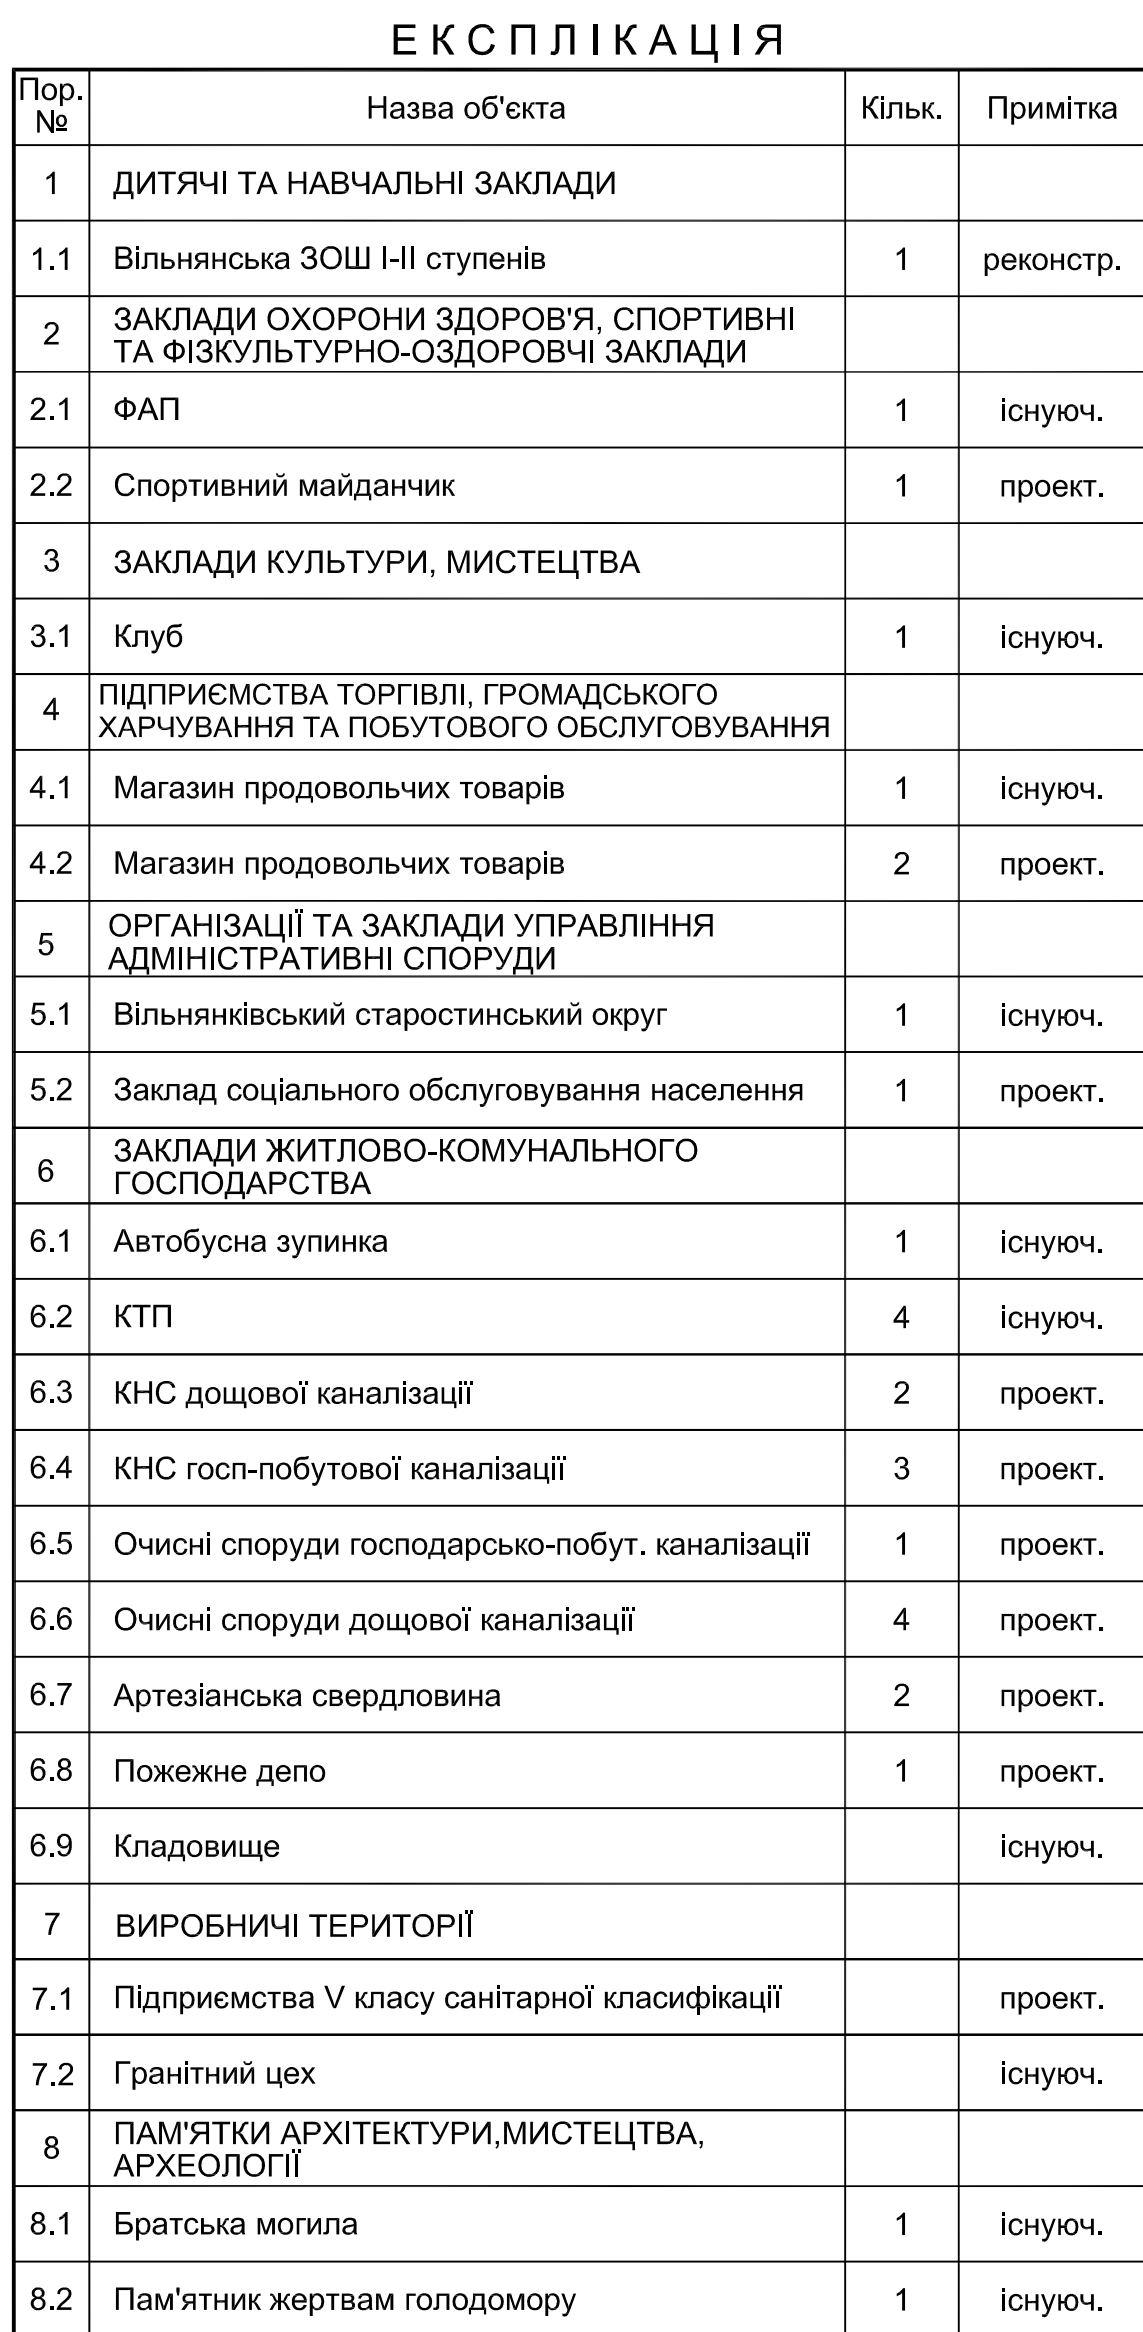 ЕКСПЛІКАЦІЯ
Пор. № Назва об'єкта Кільк. Примітка
1 ДИТЯЧІ ТА НАВЧАЛЬНІ ЗАКЛАДИ
1.1 Вільнянська ЗОШ І-ІІ ступенів 1 реконстр.
2 ЗАКЛАДИ ОХОРОНИ ЗДОРОВ'Я, СПОРТИВНІ
ТА ФІЗКУЛЬТУРНО-ОЗДОРОВЧІ ЗАКЛАДИ
2.1 ФАП 1 існуюч.
2.2 Спортивний майданчик 1 проект.
3 ЗАКЛАДИ КУЛЬТУРИ, МИСТЕЦТВА
3.1 Клуб 1 існуюч.
4 ПІДПРИЄМСТВА ТОРГІВЛІ, ГРОМАДСЬКОГО
ХАРЧУВАННЯ ТА ПОБУТОВОГО ОБСЛУГОВУВАННЯ
4.1 Магазин продовольчих товарів 1 існуюч.
4.2 Магазин продовольчих товарів 2 проект.
5 ОРГАНІЗАЦІЇ ТА ЗАКЛАДИ УПРАВЛІННЯ
АДМІНІСТРАТИВНІ СПОРУДИ
5.1 Вільнянківський старостинський округ 1 існуюч.
5.2 Заклад соціального обслуговування населення 1 проект.
6 ЗАКЛАДИ ЖИТЛОВО-КОМУНАЛЬНОГО
ГОСПОДАРСТВА
6.1 Автобусна зупинка 1 існуюч.
6.2 КТП 4 існуюч.
6.3 КНС дощової каналізації 2 проект.
6.4 КНС госп-побутової каналізації 3 проект.
6.5 Очисні споруди господарсько-побут. каналізації 1 проект.
6.6 Очисні споруди дощової каналізації 4 проект.
6.7 Артезіанська свердловина 2 проект.
6.8 Пожежне депо 1 проект.
6.9 Кладовище існуюч.
7 ВИРОБНИЧІ ТЕРИТОРІЇ
7.1 Підприємства V класу санітарної класифікації проект.
7.2 Гранітний цех існуюч.
8 ПАМ'ЯТКИ АРХІТЕКТУРИ,МИСТЕЦТВА,
АРХЕОЛОГІЇ
8.1 Братська могила 1 існуюч.
8.2 Пам'ятник жертвам голодомору 1 існуюч.